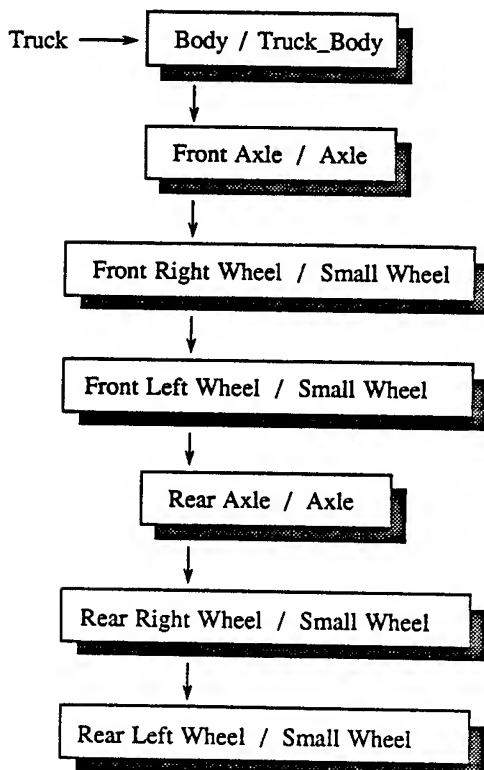 Truck
Body / Truck_Body
Front Axle / Axle
Front Right Wheel / Small Wheel
Front Left Wheel / Small Wheel
Rear Axle / Axle
Rear Right Wheel / Small Wheel
Rear Left Wheel / Small Wheel